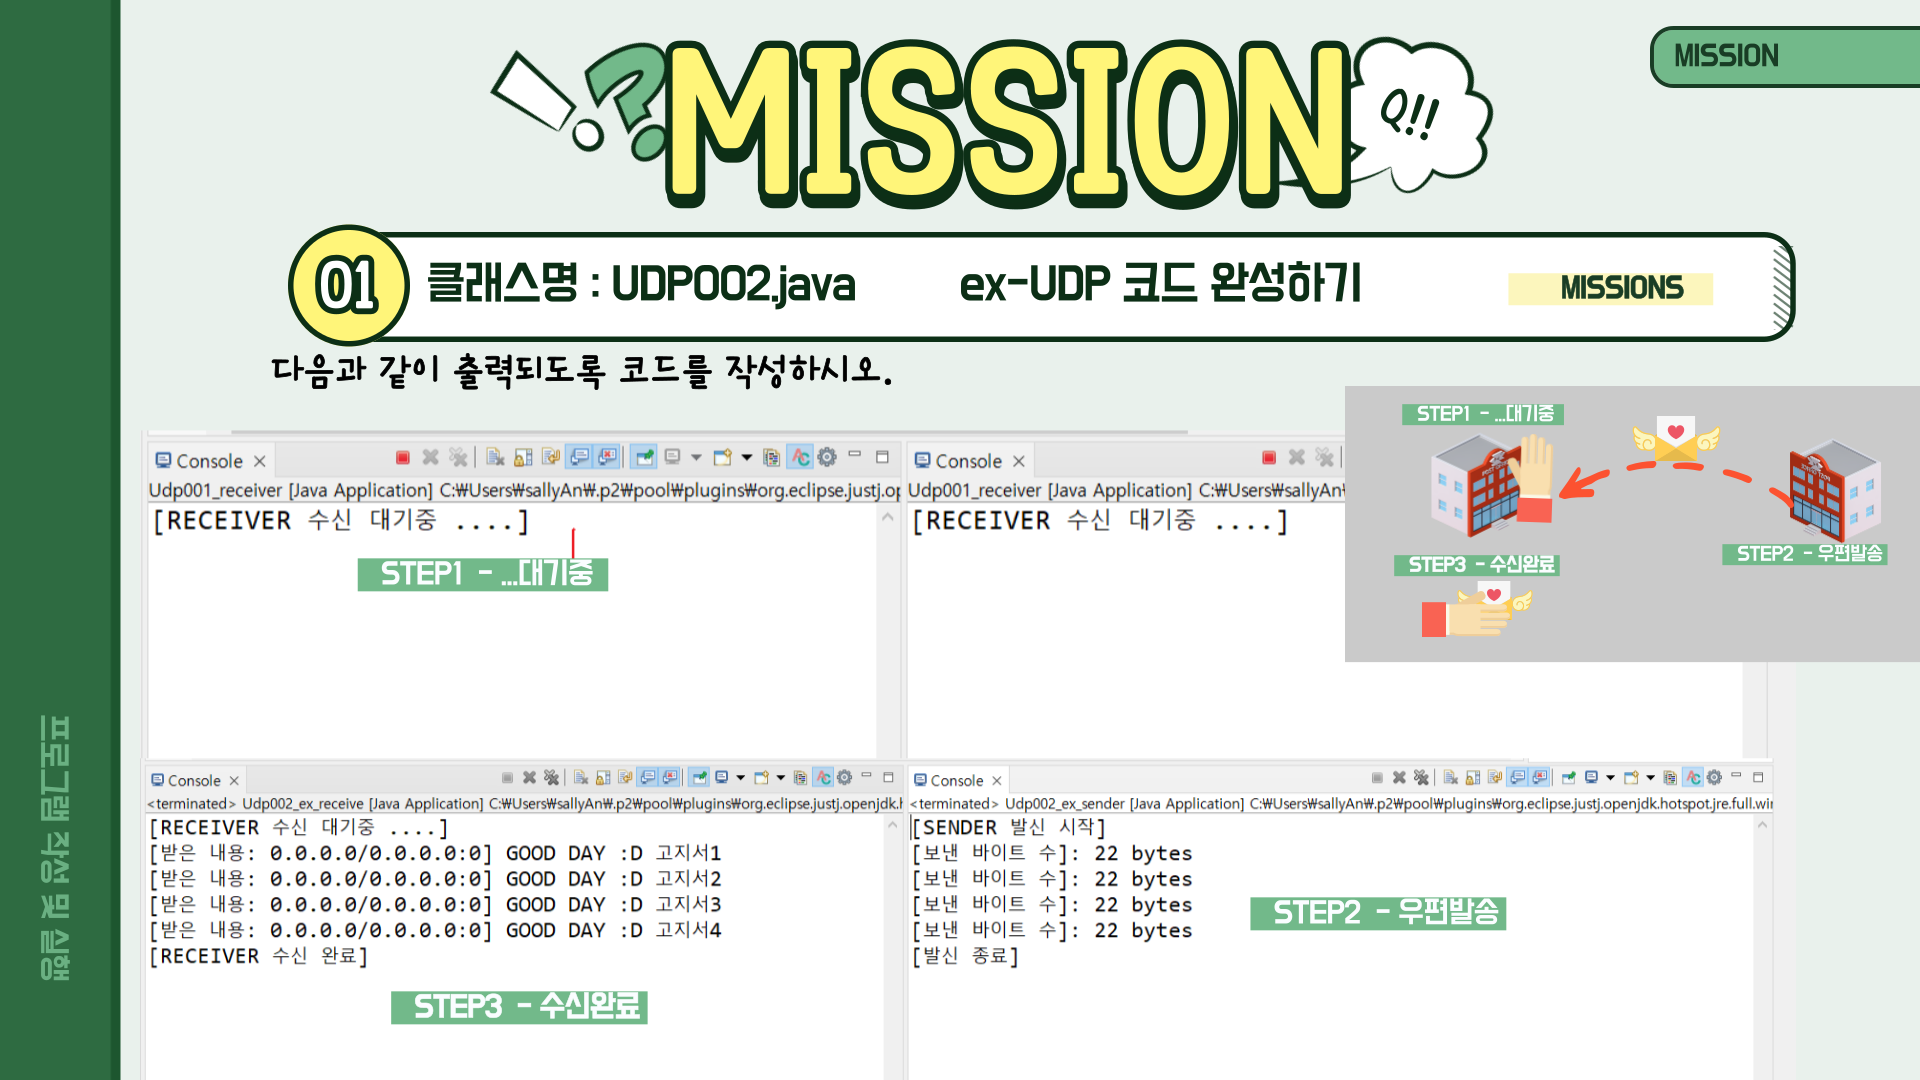 MISSION
MISSION
Q!!
01
클래스명 : UDP002.java ex-UDP 코드 완성하기
MISSIONS
다음과 같이 출력되도록 코드를 작성하시오.
Console
Udp001_receiver [Java Application] C:₩Users₩sallyAn₩.p2₩pool₩plugins₩org.eclipse.justj.op
[RECEIVER 수신 대기중 ....]
STEP1 - ...대기중
Console
Udp001_receiver [Java Application] C:₩Users₩sallyAn₩
[RECEIVER 수신 대기중 ....]
STEP1 - ...대기중
STEP2 - 우편발송
STEP3 - 수신완료
Console
<terminated> Udp002_ex_receive [Java Application] C:₩Users₩sallyAn₩.p2₩pool₩plugins₩org.eclipse.justj.openjdk.h
[RECEIVER 수신 대기중 ....]
[받은 내용: 0.0.0.0/0.0.0.0:0] GOOD DAY :D 고지서1
[받은 내용: 0.0.0.0/0.0.0.0:0] GOOD DAY :D 고지서2
[받은 내용: 0.0.0.0/0.0.0.0:0] GOOD DAY :D 고지서3
[받은 내용: 0.0.0.0/0.0.0.0:0] GOOD DAY :D 고지서4
[RECEIVER 수신 완료]
STEP3 - 수신완료
Console
<terminated> Udp002_ex_sender [Java Application] C:₩Users₩sallyAn₩.p2₩pool₩plugins₩org.eclipse.justj.openjdk.hotspot.jre.full.wi
[SENDER 발신 시작]
[보낸 바이트 수]: 22 bytes
[보낸 바이트 수]: 22 bytes
[보낸 바이트 수]: 22 bytes
[보낸 바이트 수]: 22 bytes
[발신 종료]
STEP2 - 우편발송
프로그램 작성 및 실행